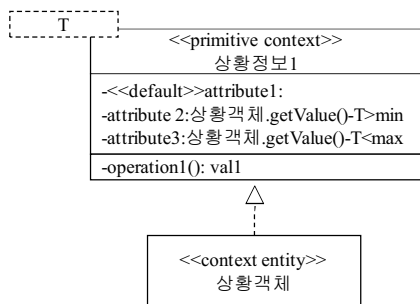 T
<<primitive context>>
상황정보1
-<<default>>attribute1:
-attribute 2:상황객체.getValue()-T>min
-attribute3:상황객체.getValue()-T<max
-operation1(): val1
<<context entity>>
상황객체